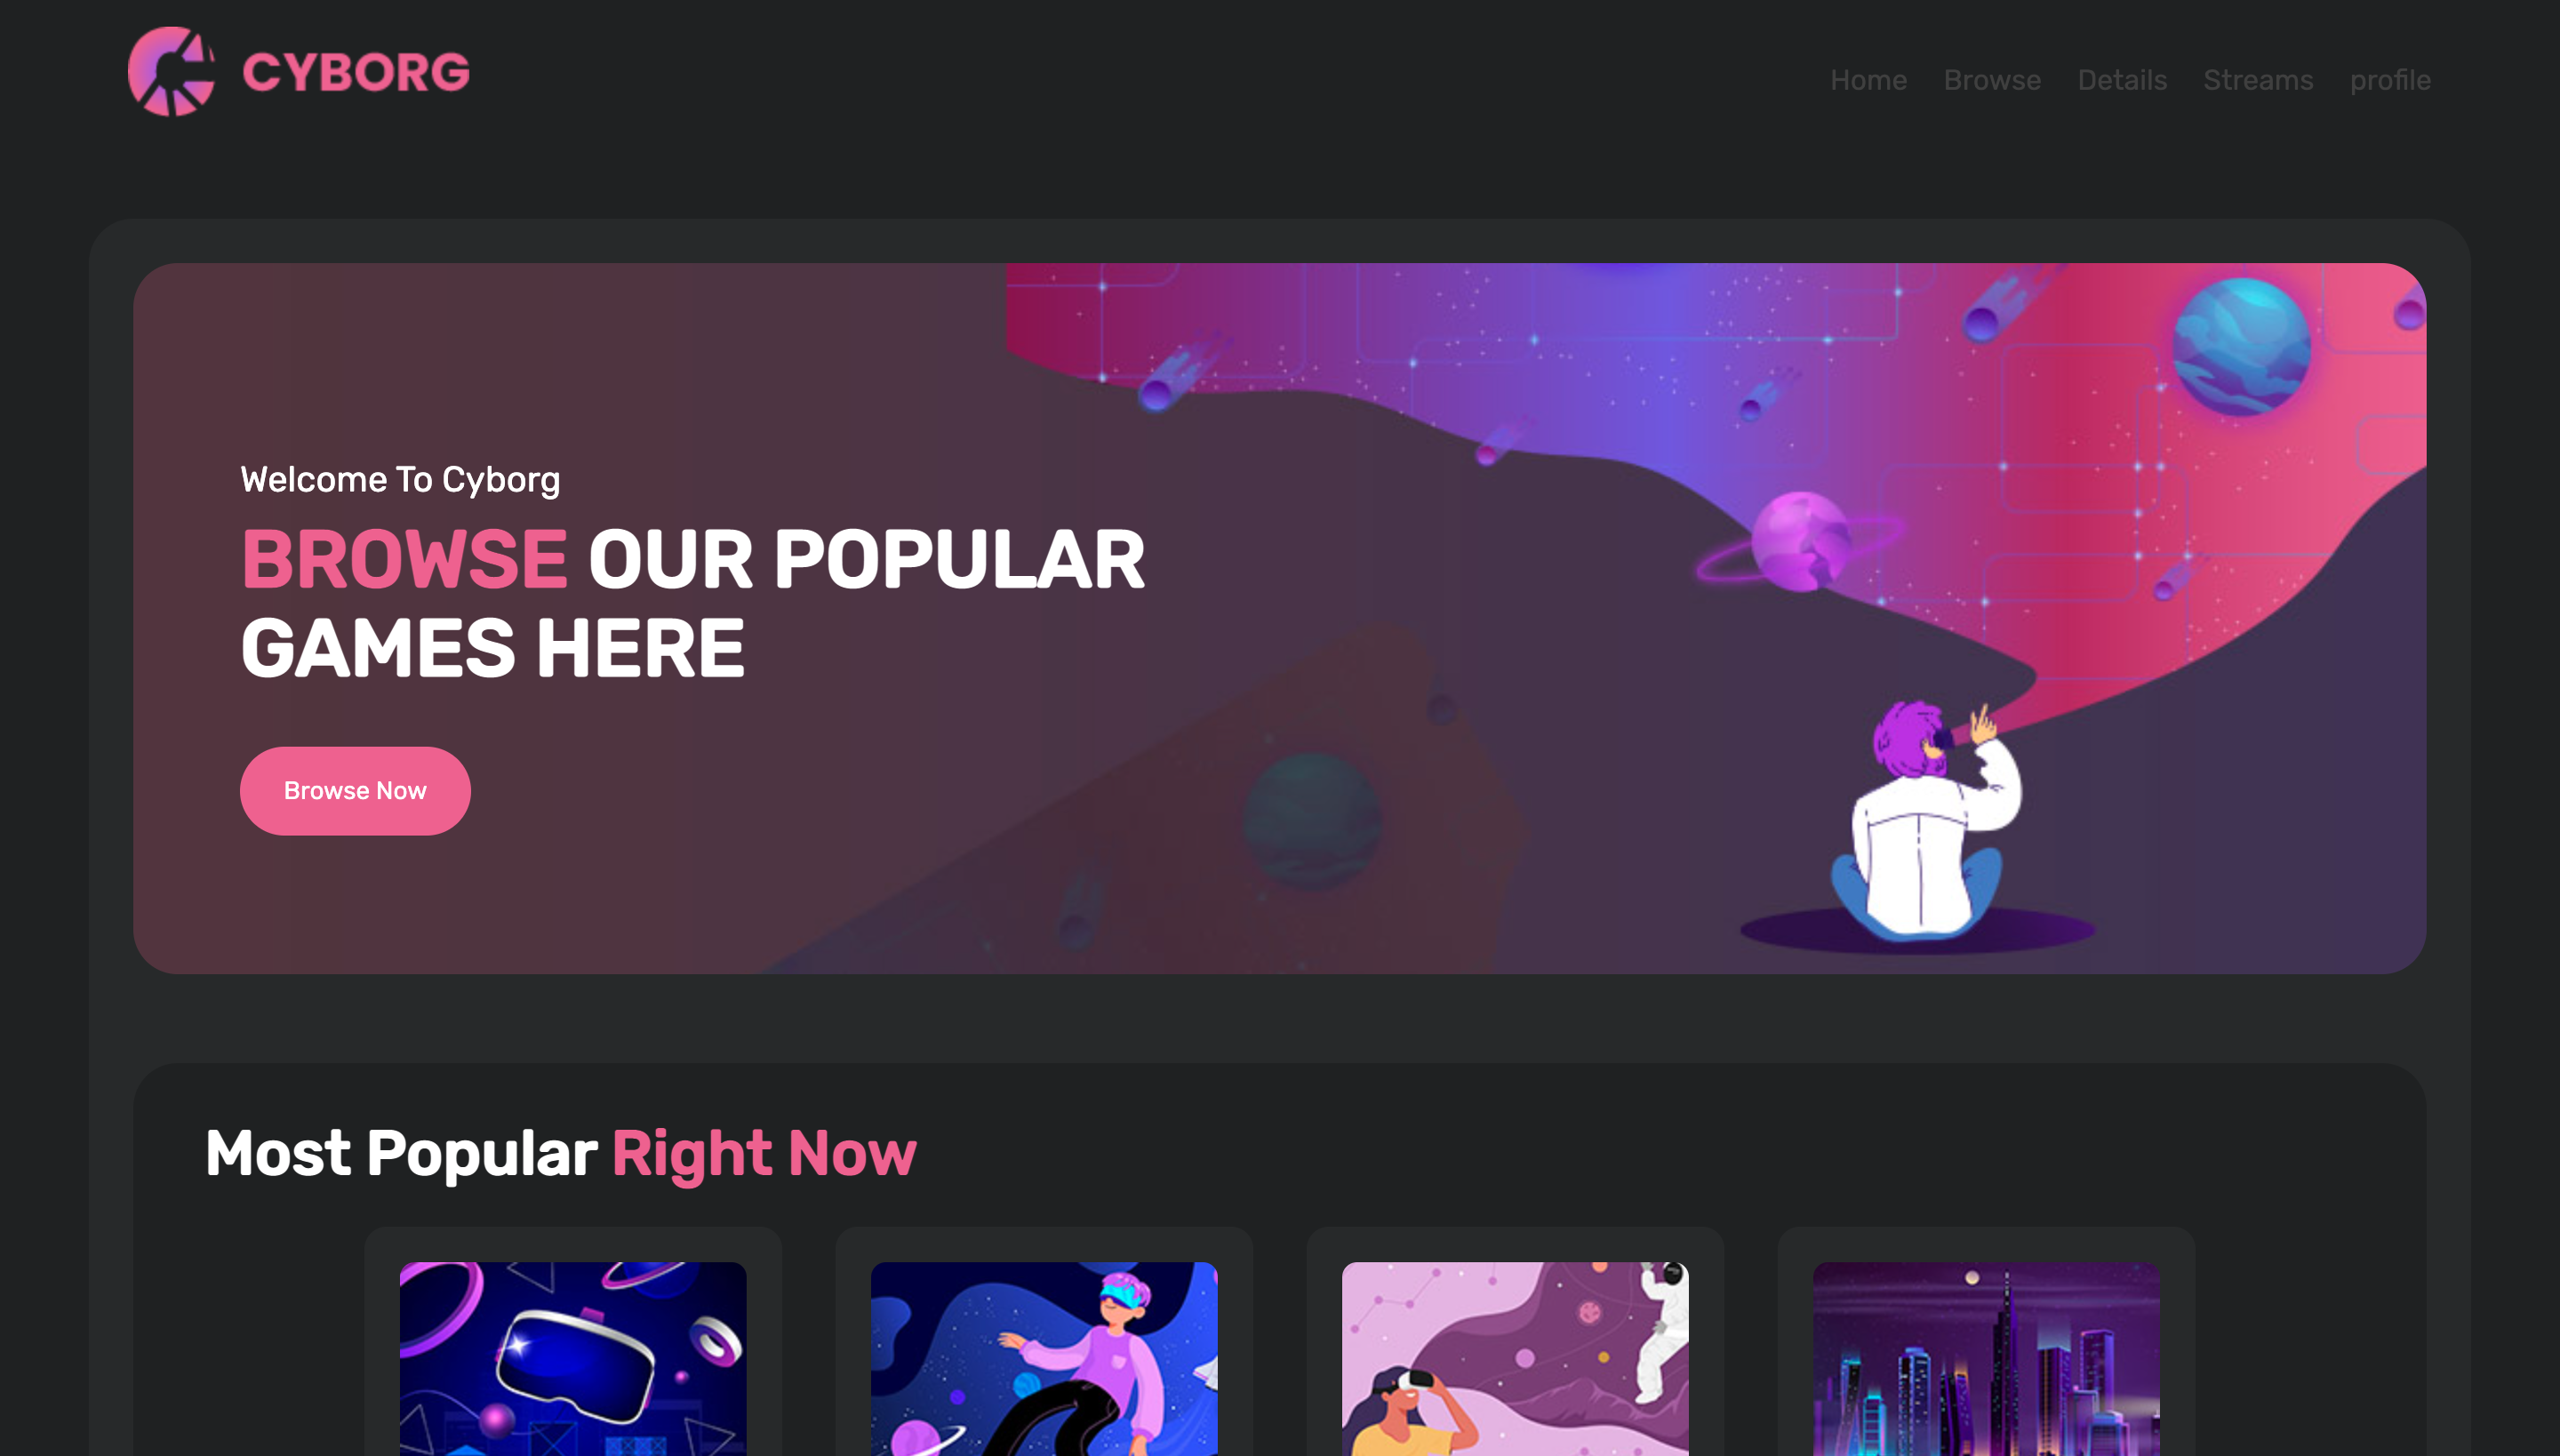 CYBORG
Home Browse Details Streams profile
Welcome To Cyborg
BROWSE OUR POPULAR
GAMES HERE
Browse Now
Most Popular Right Now